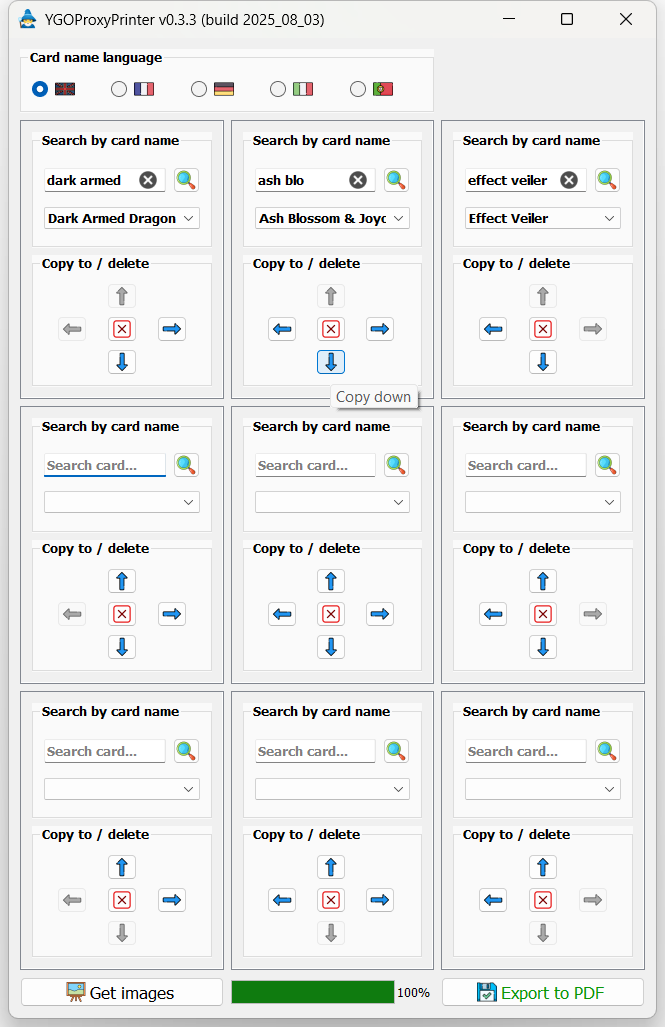 YGOProxyPrinter v0.3.3 (build 2025_08_03)
Card name language
Search by card name Search by card name Search by card name
dark armed ash blo effect veiler
Dark Armed Dragon Ash Blossom & Joyc Effect Veiler
Copy to / delete Copy to / delete Copy to / delete
Copy down
Search by card name Search by card name Search by card name
Search card... Search card... Search card...
Copy to / delete Copy to / delete Copy to / delete
Search by card name Search by card name Search by card name
Search card... Search card... Search card...
Copy to / delete Copy to / delete Copy to / delete
Get images 100% Export to PDF